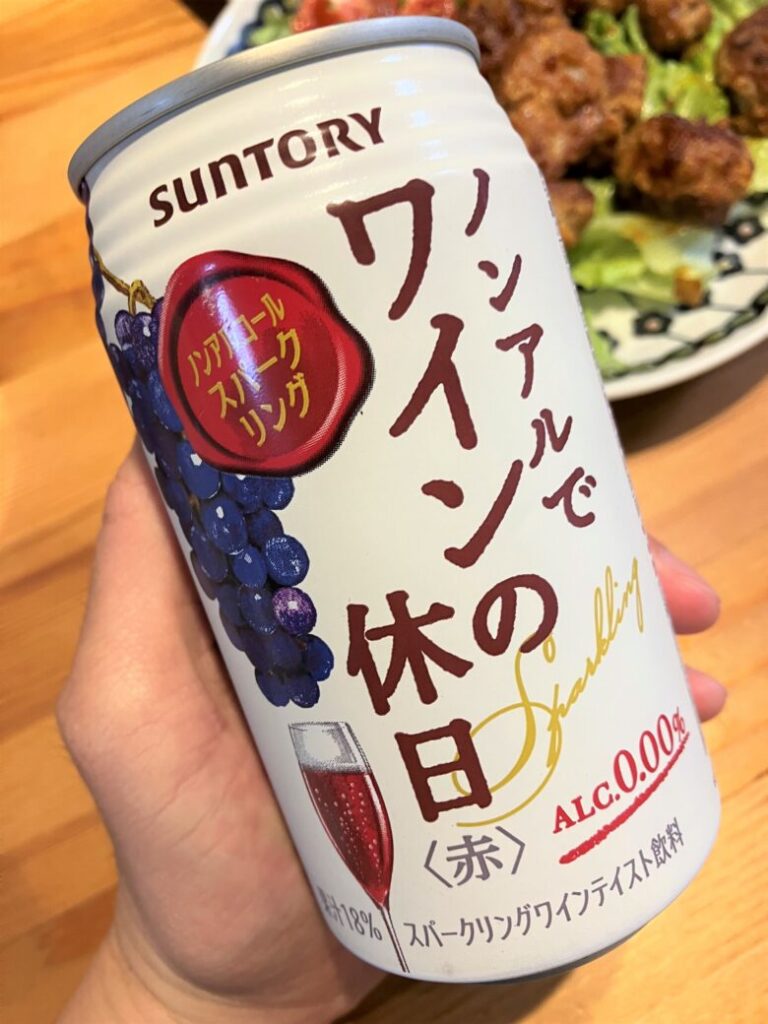 SUNTORY
ノンアルコール
スパーク
リング
ノンアルで
ワインの
休日
〈赤〉
Sparkling
ALC.0.00%
果汁18%
スパークリングワインテイスト飲料